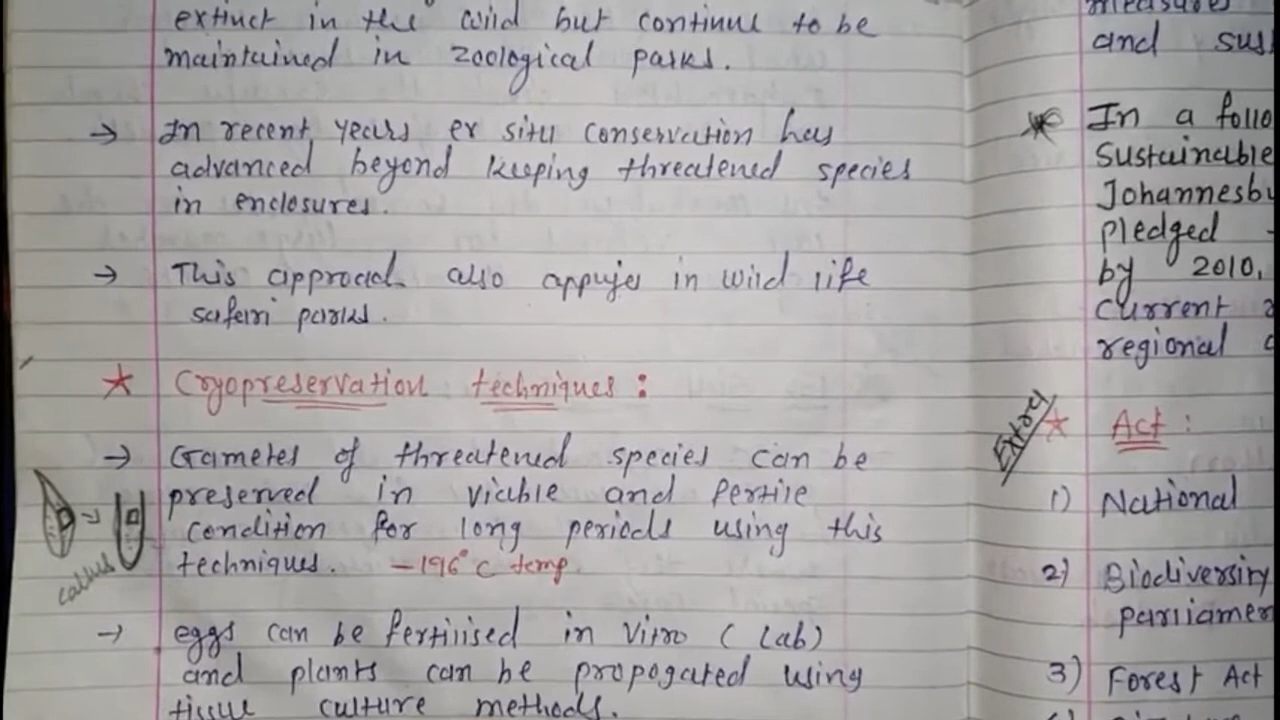 extinct in the wild but continue to be
maintained in zoological parks.
→ In recent years ex situ conservation has
advanced beyond keeping threatened species
in enclosures.
→ This approach also applies in wild life
safari parks.
★ Cryopreservation techniques:
→ Gametes of threatened species can be
preserved in viable and fertile
condition for long periods using this
techniques. -196°C temp
callus
→ eggs can be fertilised in vitro (Lab)
and plants can be propogated using
tissue culture methods.
measures
and sus
In a follo
Sustainable
Johannesbu
pledged
by 2010,
current
regional
Extra
★ Act:
1) National
2) Biodiversity
parliamen
3) Forest Act